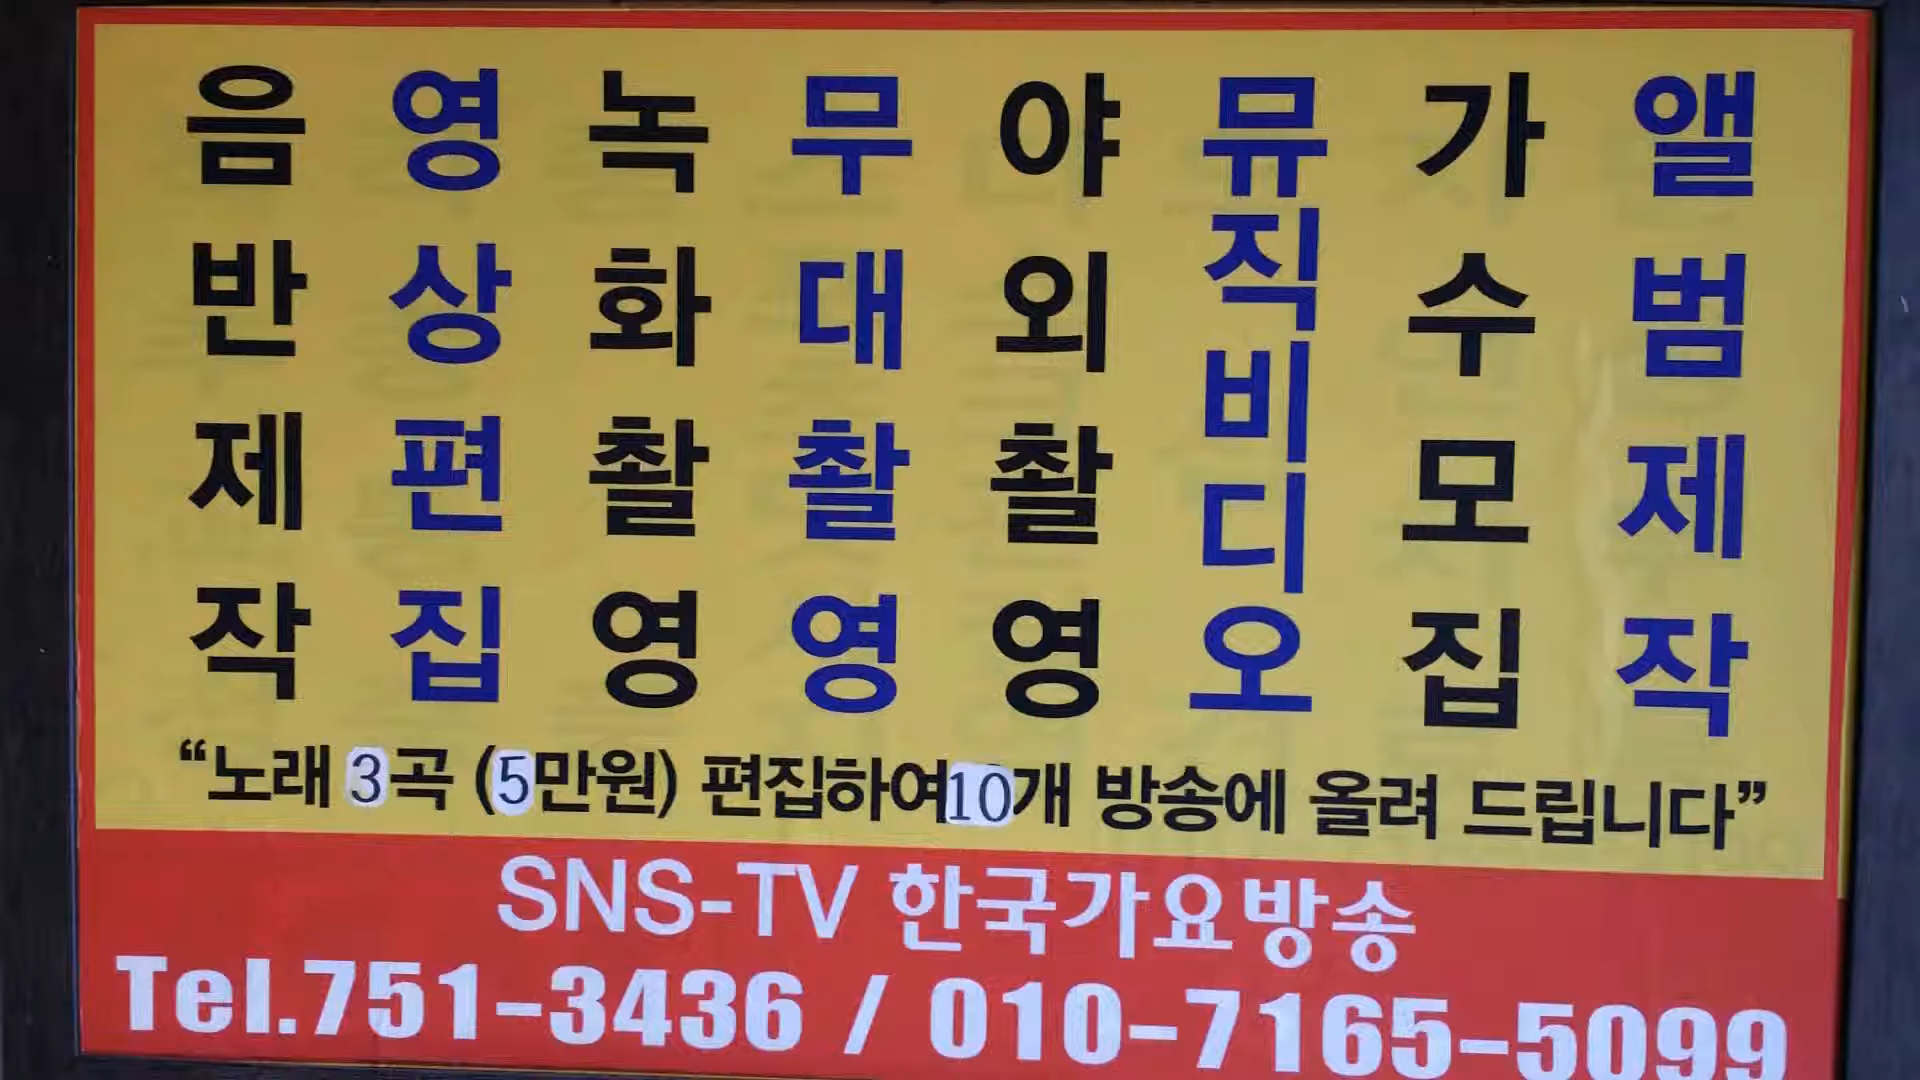 음반제작
영상편집
녹화촬영
무대촬영
야외촬영
뮤직비디오
가수모집
앨범제작
“노래 3곡 (5만원) 편집하여10개 방송에 올려 드립니다”
SNS-TV 한국가요방송
Tel.751-3436 / 010-7165-5099